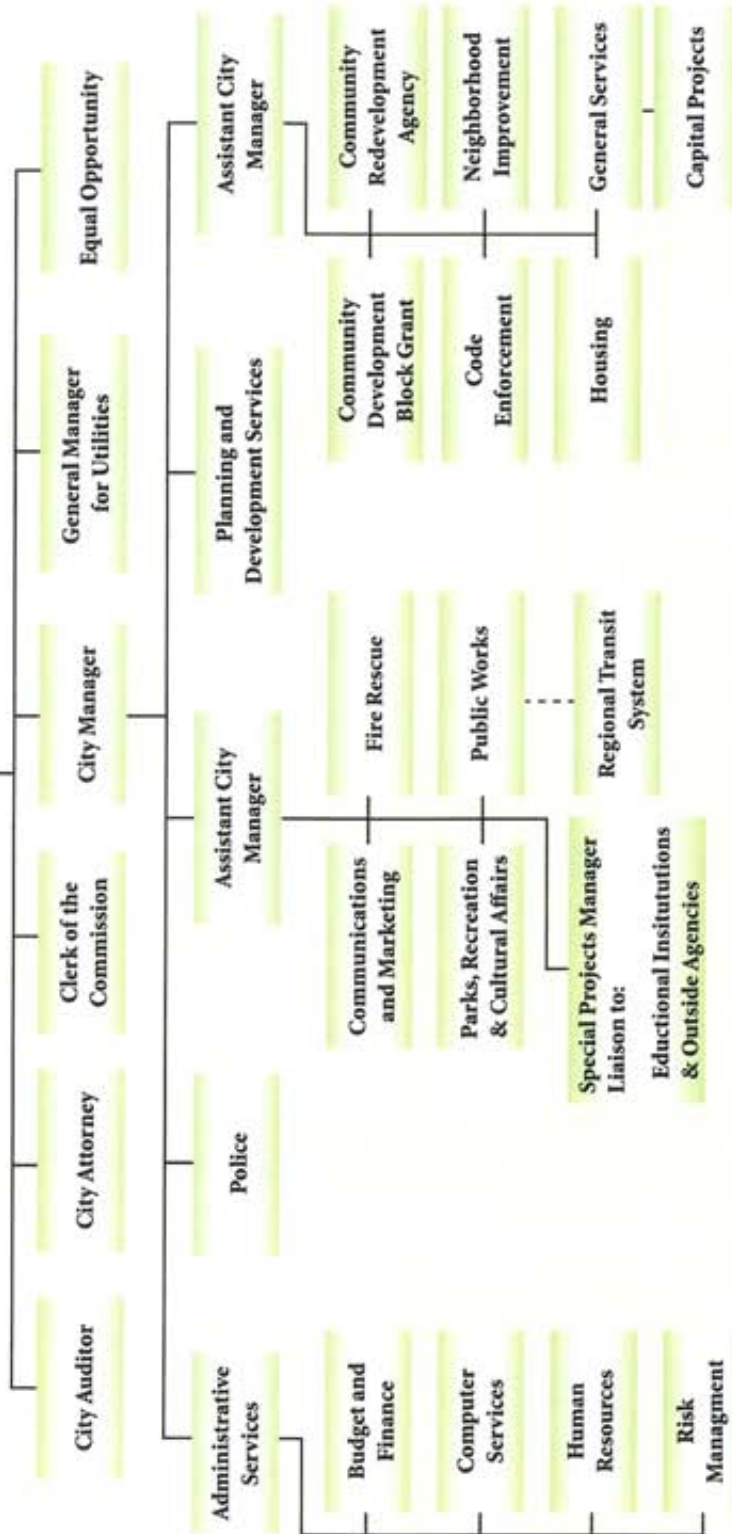 City Auditor
City Attorney
Clerk of the
Commission
City Manager
General Manager
for Utilities
Equal Opportunity
Administrative
Services
Police
Assistant City
Manager
Planning and
Development Services
Assistant City
Manager
Budget and
Finance
Computer
Services
Human
Resources
Risk
Managment
Communications
and Marketing
Fire Rescue
Parks, Recreation
& Cultural Affairs
Public Works
Special Projects Manager
Liaison to:
Eductional Insitututions
& Outside Agencies
Regional Transit
System
Community
Development
Block Grant
Community
Redevelopment
Agency
Code
Enforcement
Neighborhood
Improvement
Housing
General Services
Capital Projects